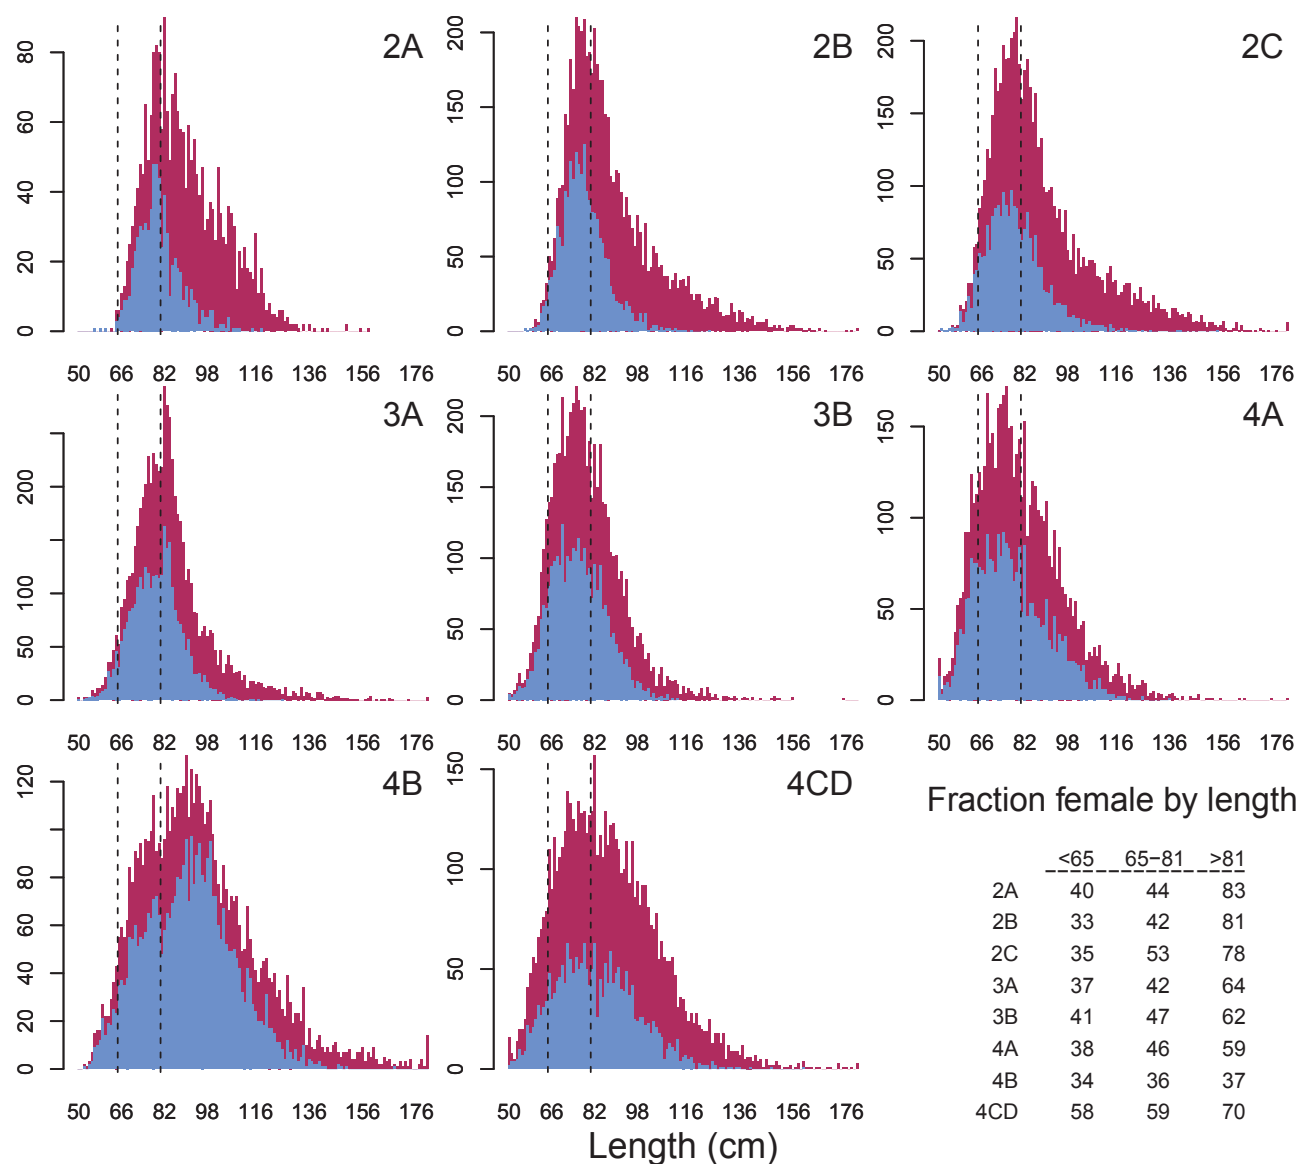 2A
0 20 40 60 80
50 66 82 98 116 136 156 176
2B
0 50 100 150 200
50 66 82 98 116 136 156 176
2C
0 50 100 150 200
50 66 82 98 116 136 156 176
3A
0 50 100 200
50 66 82 98 116 136 156 176
3B
0 50 100 150 200
50 66 82 98 116 136 156 176
4A
0 50 100 150
50 66 82 98 116 136 156 176
4B
0 20 40 60 80 120
50 66 82 98 116 136 156 176
4CD
0 50 100 150
50 66 82 98 116 136 156 176
Length (cm)
Fraction female by length
<65 65−81 >81
2A 40 44 83
2B 33 42 81
2C 35 53 78
3A 37 42 64
3B 41 47 62
4A 38 46 59
4B 34 36 37
4CD 58 59 70